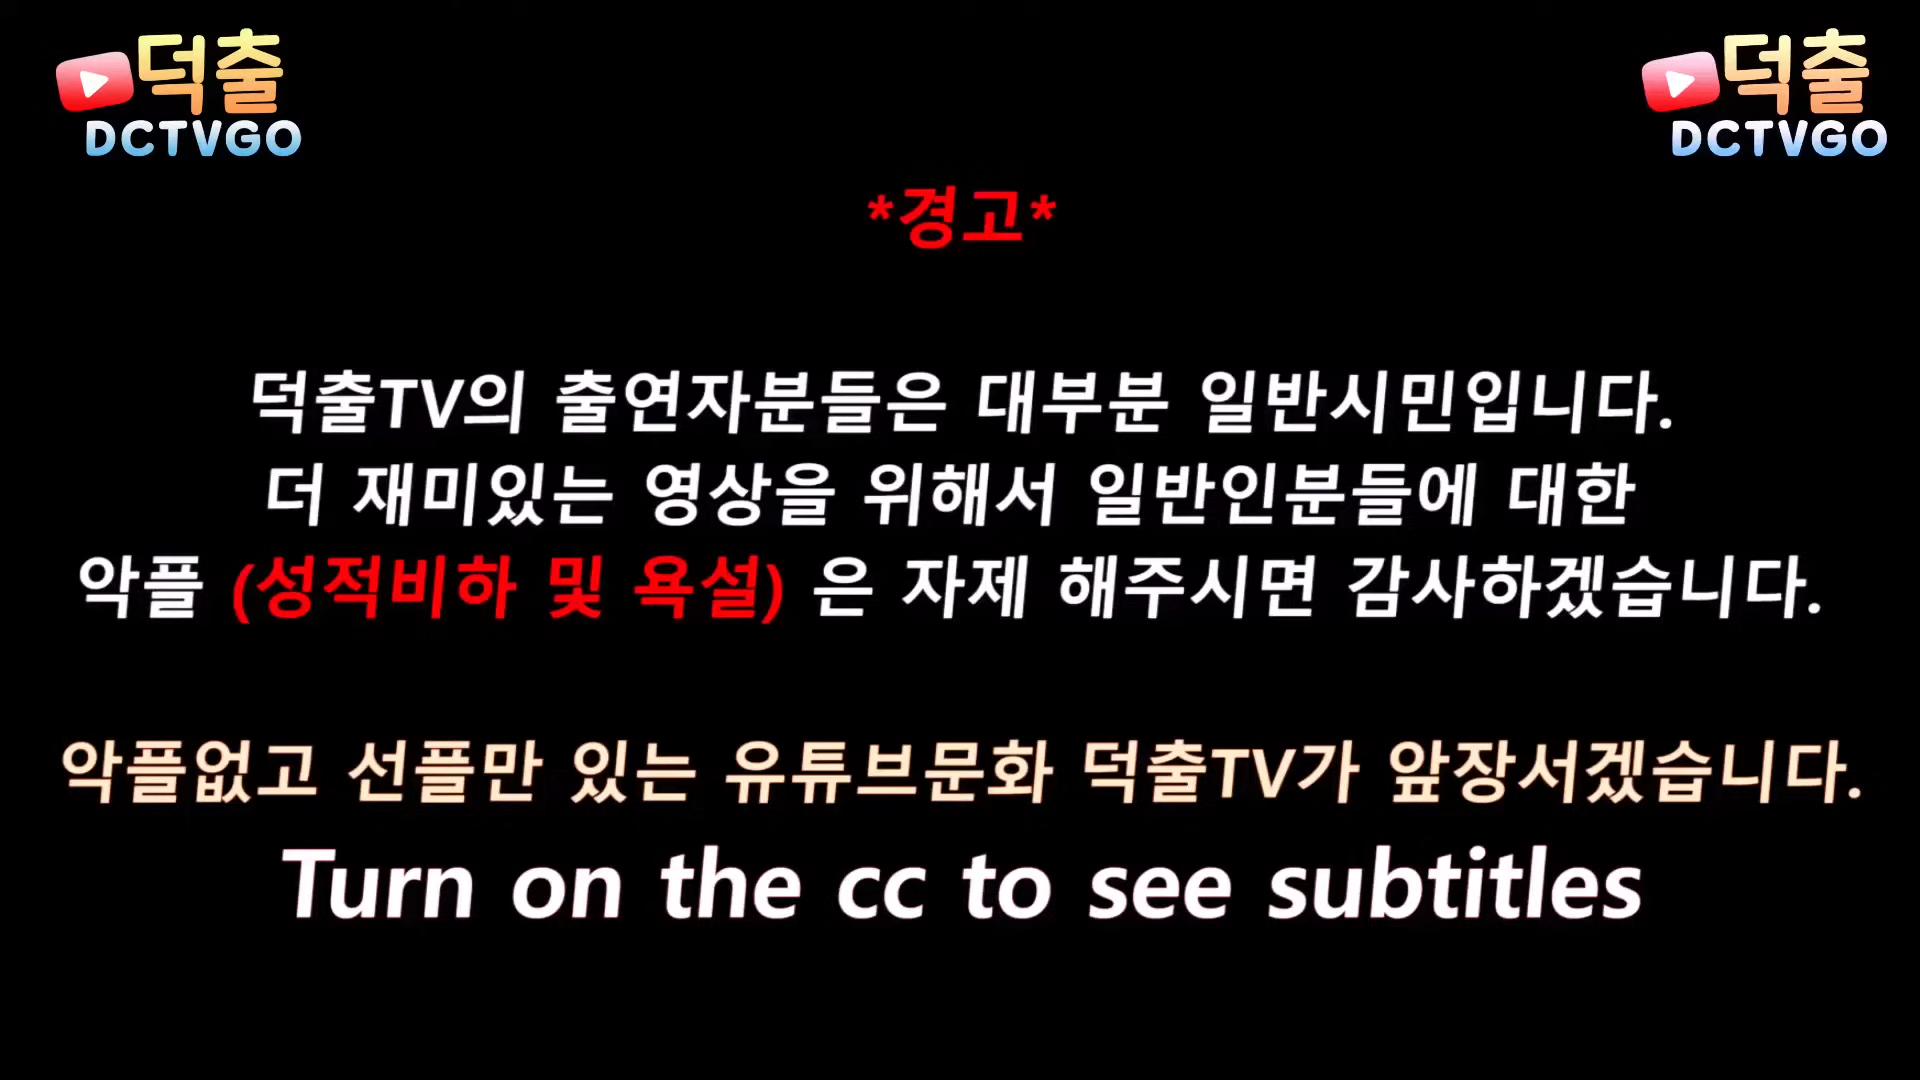 덕출
DCTVGO
덕출
DCTVGO
*경고*
덕출TV의 출연자분들은 대부분 일반시민입니다.
더 재미있는 영상을 위해서 일반인분들에 대한
악플 (성적비하 및 욕설) 은 자제 해주시면 감사하겠습니다.
악플없고 선플만 있는 유튜브문화 덕출TV가 앞장서겠습니다.
Turn on the cc to see subtitles